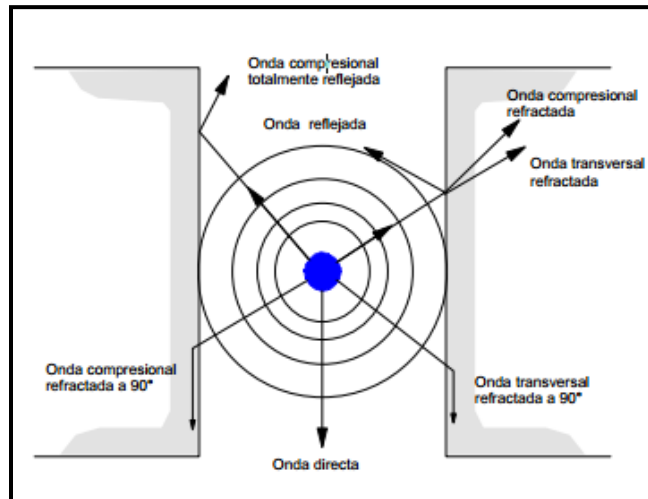 Onda compresional
totalmente reflejada
Onda reflejada
Onda compresional
refractada
Onda transversal
refractada
Onda compresional
refractada a 90°
Onda transversal
refractada a 90°
Onda directa